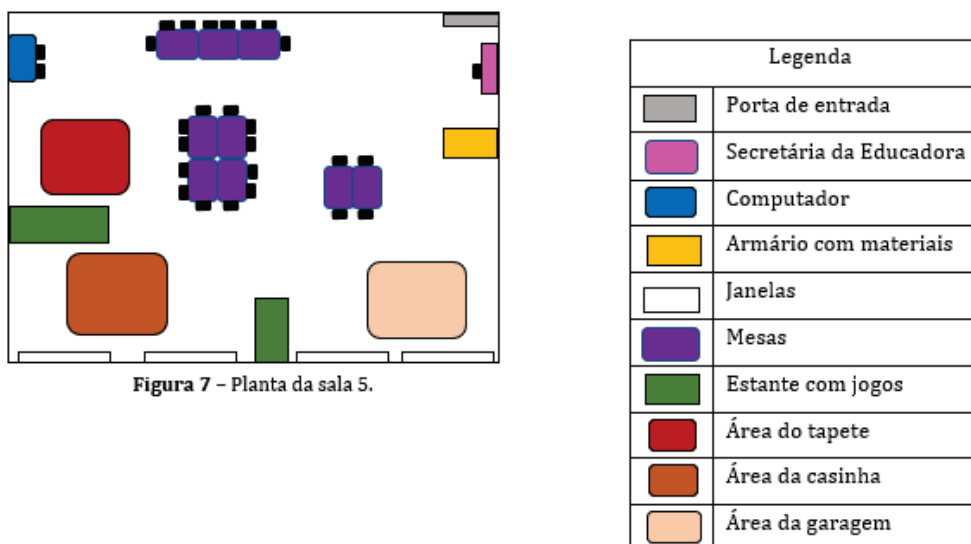 Legenda
Porta de entrada
Secretária da Educadora
Computador
Armário com materiais
Janelas
Mesas
Estante com jogos
Área do tapete
Área da casinha
Área da garagem
Figura 7 – Planta da sala 5.